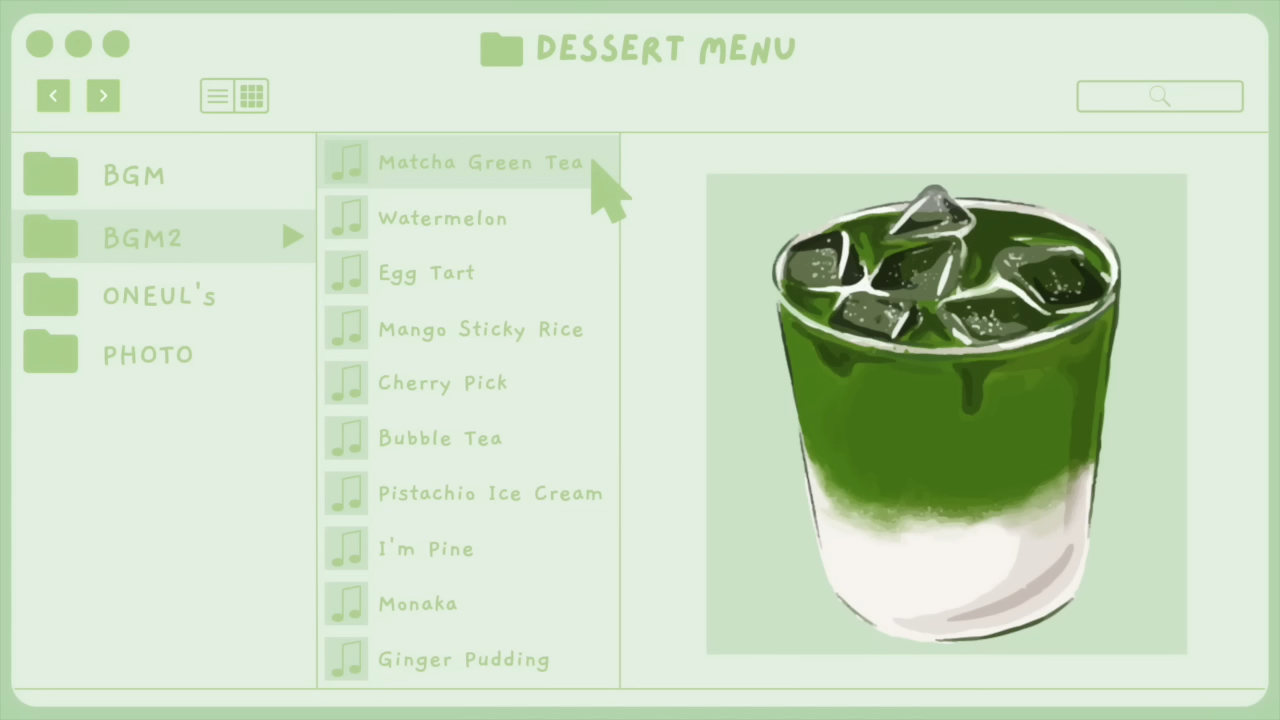 DESSERT MENU
BGM
BGM2
ONEUL's
PHOTO
Matcha Green Tea
Watermelon
Egg Tart
Mango Sticky Rice
Cherry Pick
Bubble Tea
Pistachio Ice Cream
I'm Pine
Monaka
Ginger Pudding